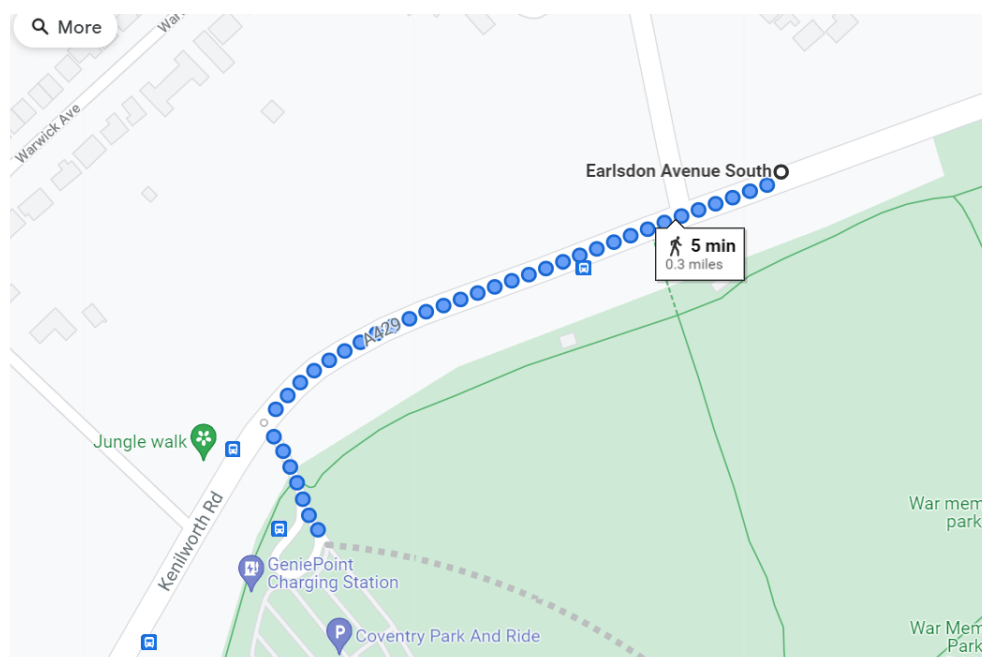 More
War
Warwick Ave
Earlsdon Avenue South
5 min
0.3 miles
A429
Jungle walk
Kenilworth Rd
War mem
park
GeniePoint
Charging Station
P
Coventry Park And Ride
War Mem
Park